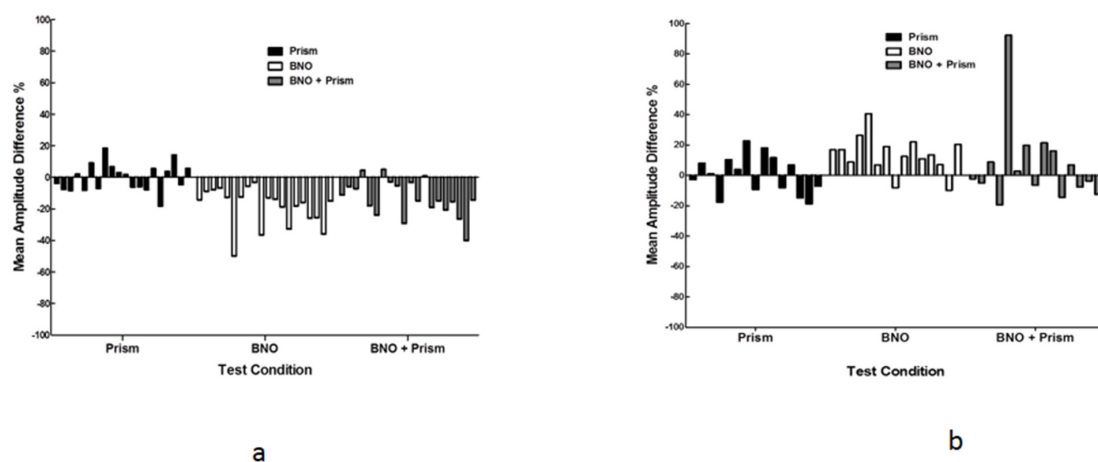 Mean Amplitude Difference %
100
80
60
40
20
0
-20
-40
-60
-80
-100
Prism
BNO
BNO + Prism
Prism BNO BNO + Prism
Test Condition
a
Mean Amplitude Difference %
100
80
60
40
20
0
-20
-40
-60
-80
-100
Prism
BNO
BNO + Prism
Prism BNO BNO + Prism
Test Condition
b